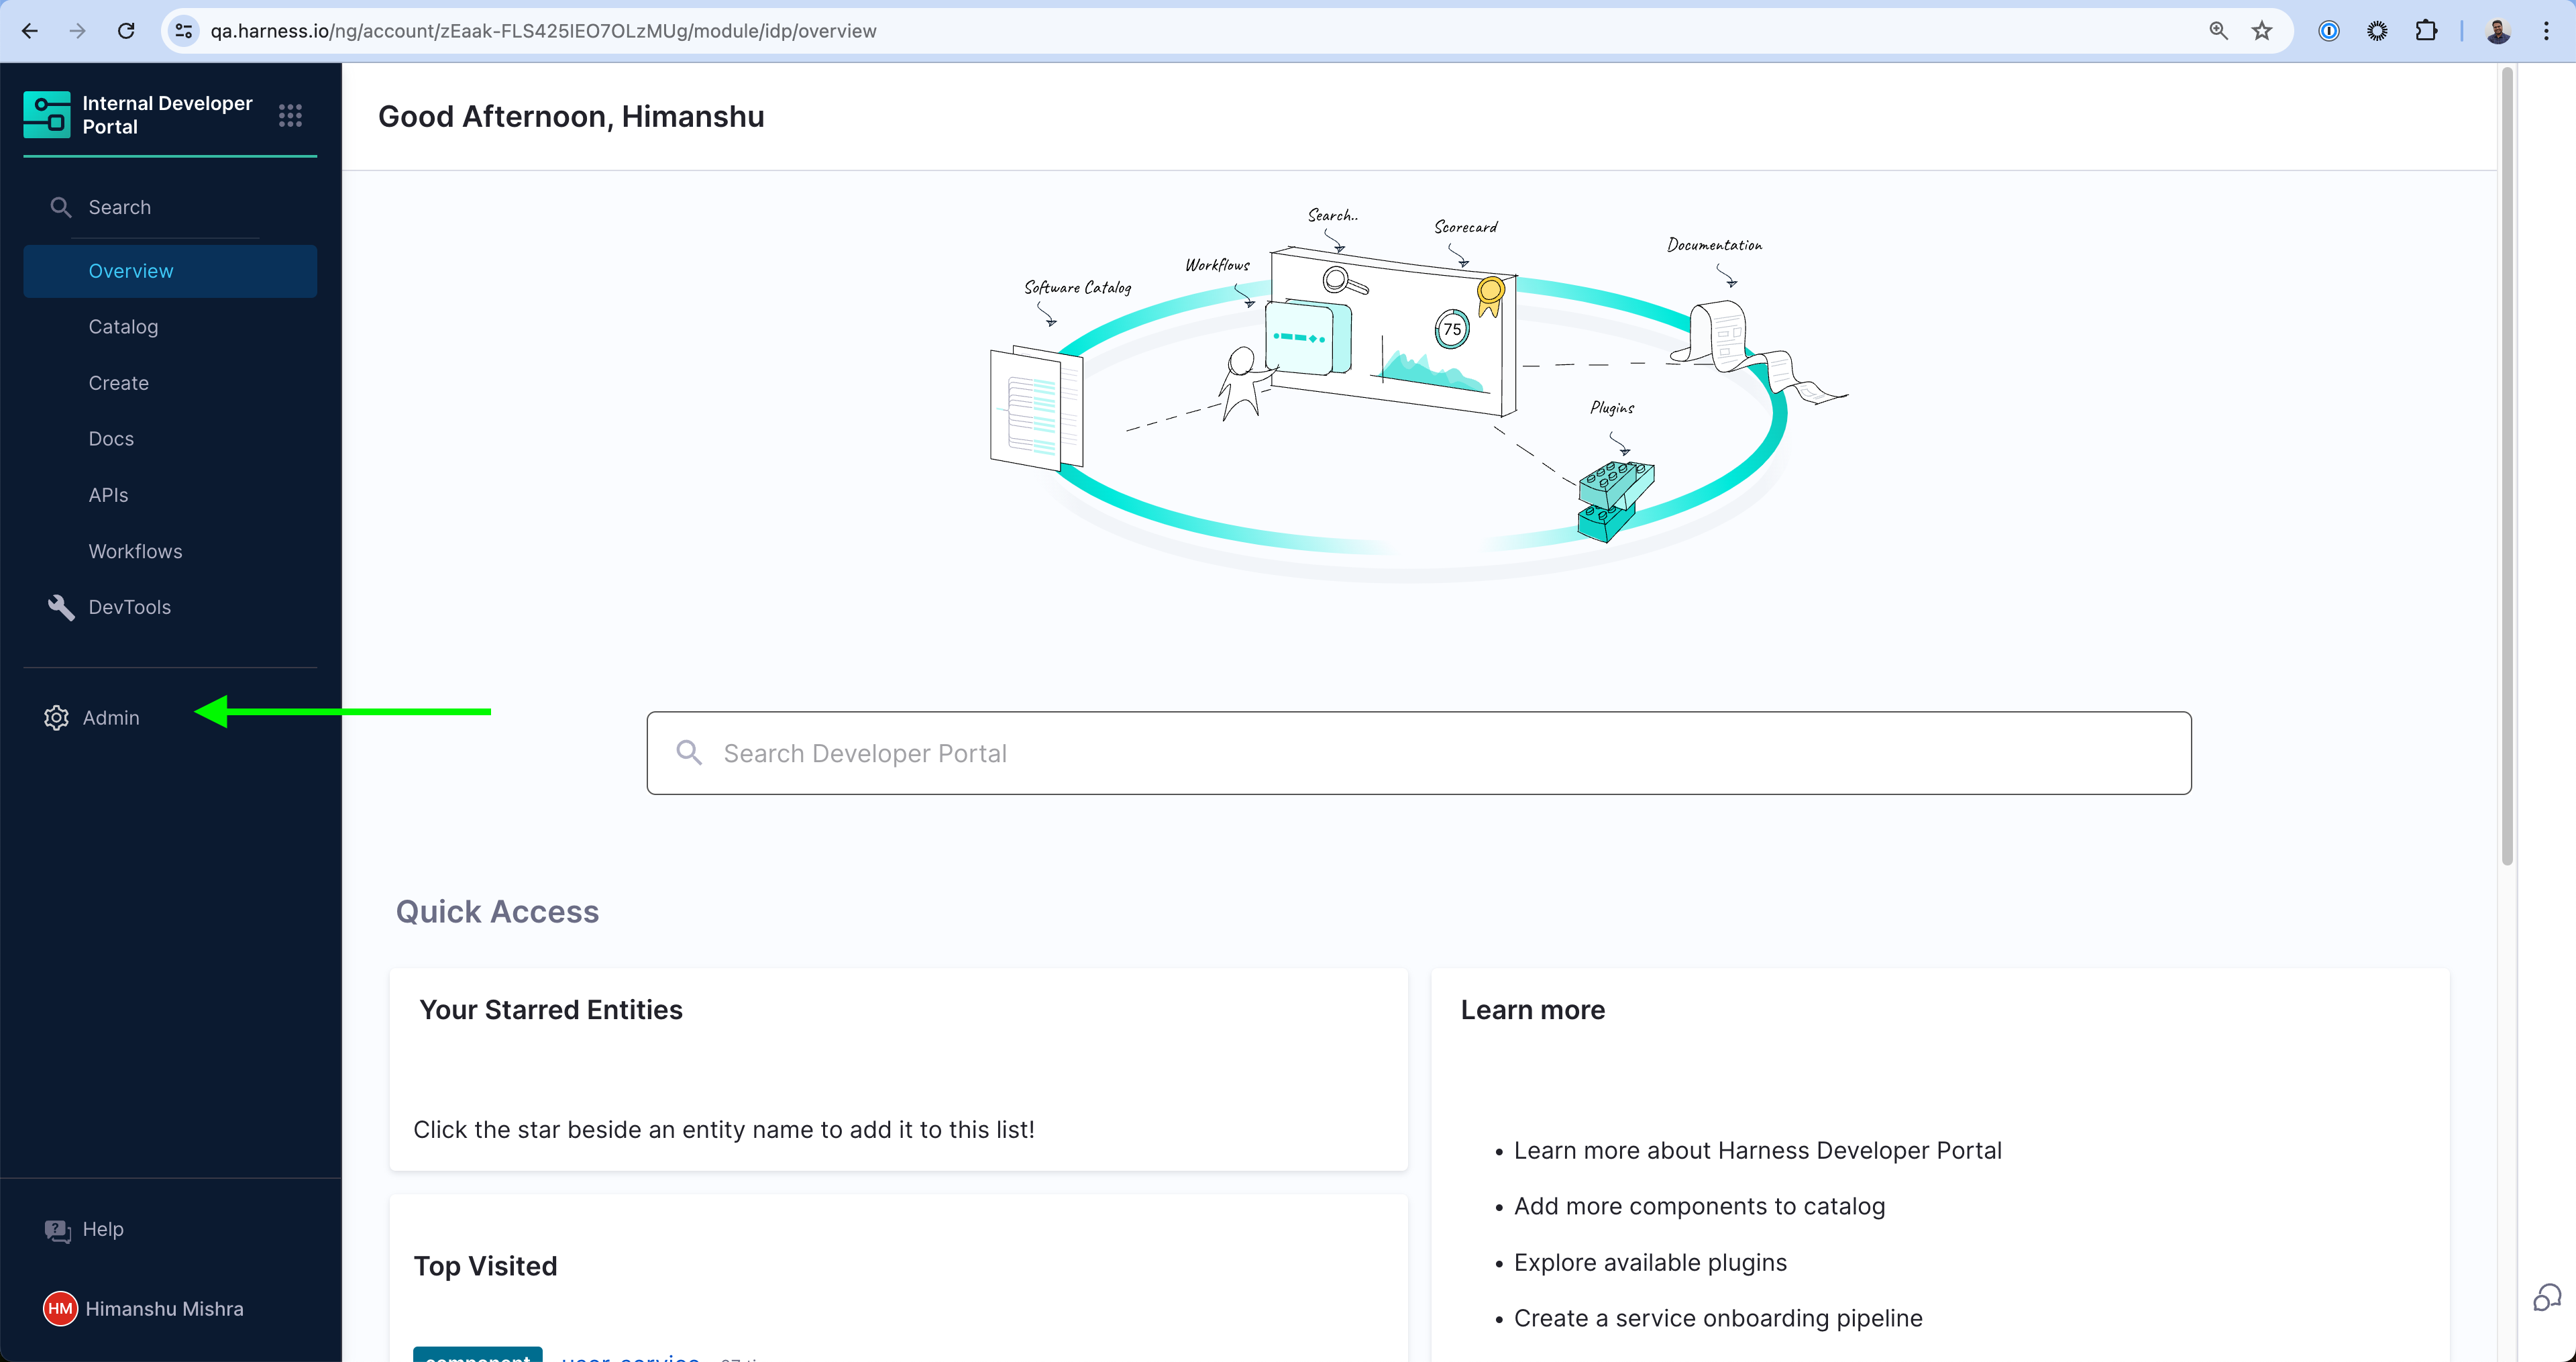 qa.harness.io/ng/account/zEaak-FLS425IEO7OLzMUg/module/idp/overview
Internal Developer
Portal
Search
Overview
Catalog
Create
Docs
APIs
Workflows
DevTools
Admin
Help
HM Himanshu Mishra
Good Afternoon, Himanshu
Search..
Scorecard
Documentation
Workflows
Software Catalog
75
Plugins
Search Developer Portal
Quick Access
Your Starred Entities
Click the star beside an entity name to add it to this list!
Top Visited
component user-service
Learn more
• Learn more about Harness Developer Portal
• Add more components to catalog
• Explore available plugins
• Create a service onboarding pipeline